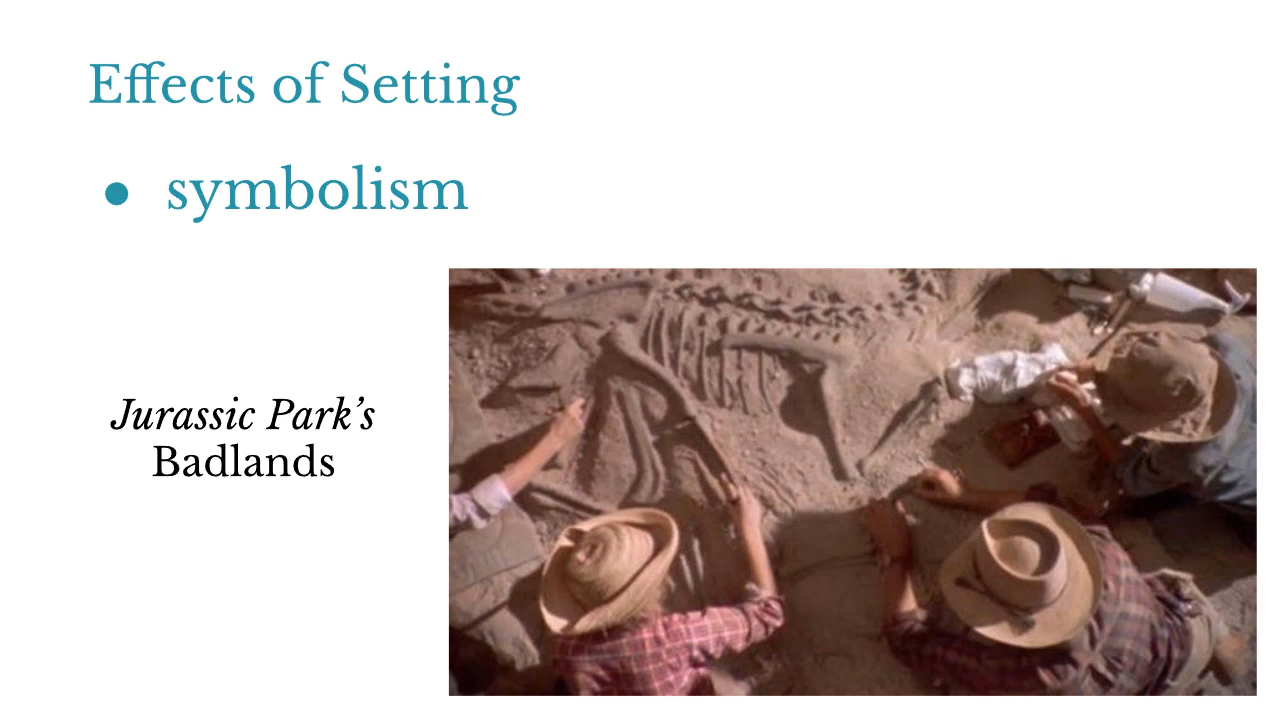 Effects of Setting
● symbolism
Jurassic Park’s
Badlands